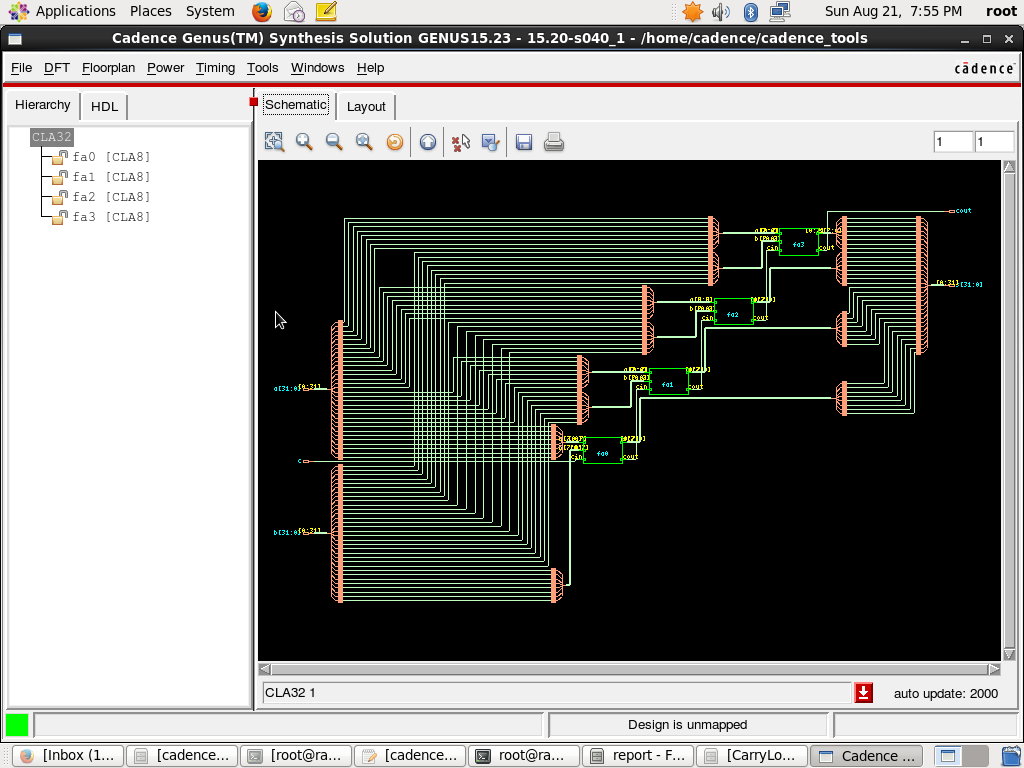 Applications Places System Sun Aug 21, 7:55 PM root
Cadence Genus(TM) Synthesis Solution GENUS15.23 - 15.20-s040_1 - /home/cadence/cadence_tools
File DFT Floorplan Power Timing Tools Windows Help cādence
Hierarchy HDL
Schematic Layout
1 1
CLA32
fa0 [CLA8]
fa1 [CLA8]
fa2 [CLA8]
fa3 [CLA8]
cout
fa3
cin cout
fa2
cin cout
fa1
cin cout
fa0
cin cout
a[31:0]
c
b[31:0]
CLA32 1
auto update: 2000
Design is unmapped
[Inbox (1... [cadence... [root@ra... [cadence... root@ra... report - F... [CarryLo... Cadence ...